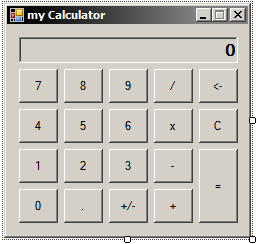 my Calculator
0
7 8 9 / <-
4 5 6 x C
1 2 3 - =
0 . +/- +